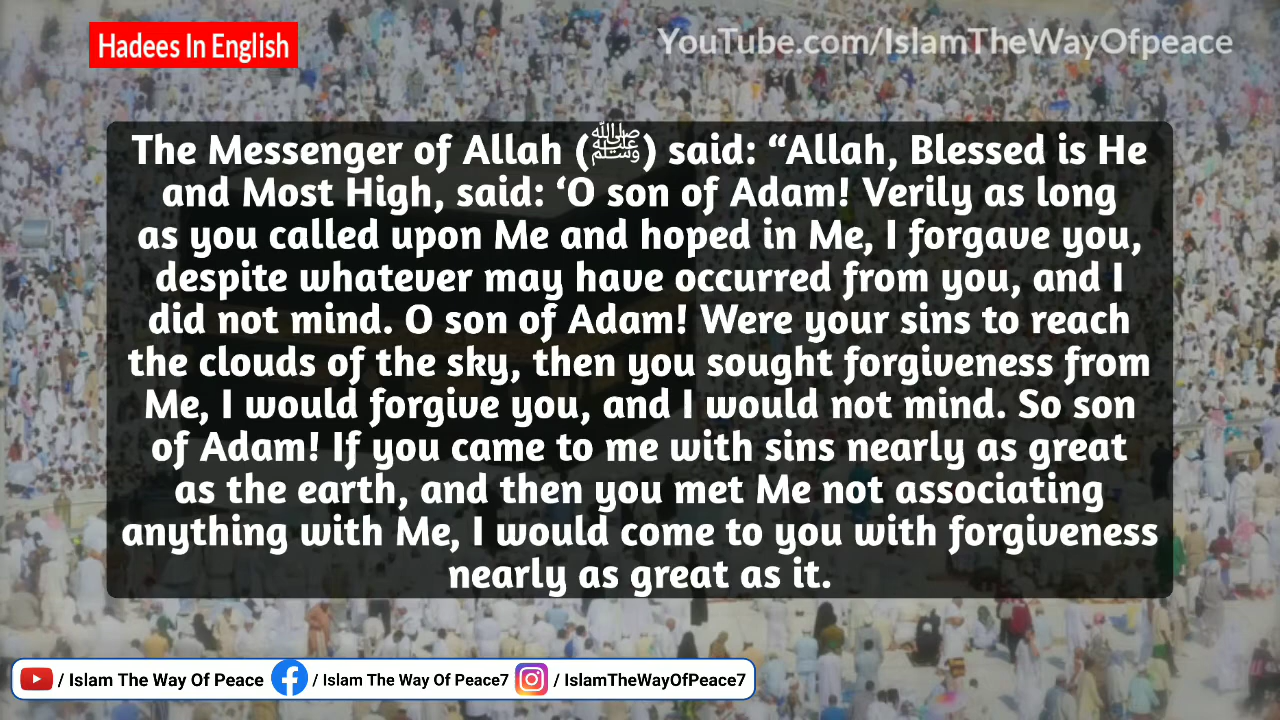 Hadees In English
YouTube.com/IslamTheWayOfpeace
The Messenger of Allah (ﷺ) said: “Allah, Blessed is He
and Most High, said: ‘O son of Adam! Verily as long
as you called upon Me and hoped in Me, I forgave you,
despite whatever may have occurred from you, and I
did not mind. O son of Adam! Were your sins to reach
the clouds of the sky, then you sought forgiveness from
Me, I would forgive you, and I would not mind. So son
of Adam! If you came to me with sins nearly as great
as the earth, and then you met Me not associating
anything with Me, I would come to you with forgiveness
nearly as great as it.
/ Islam The Way Of Peace / Islam The Way Of Peace7 / IslamTheWayOfPeace7